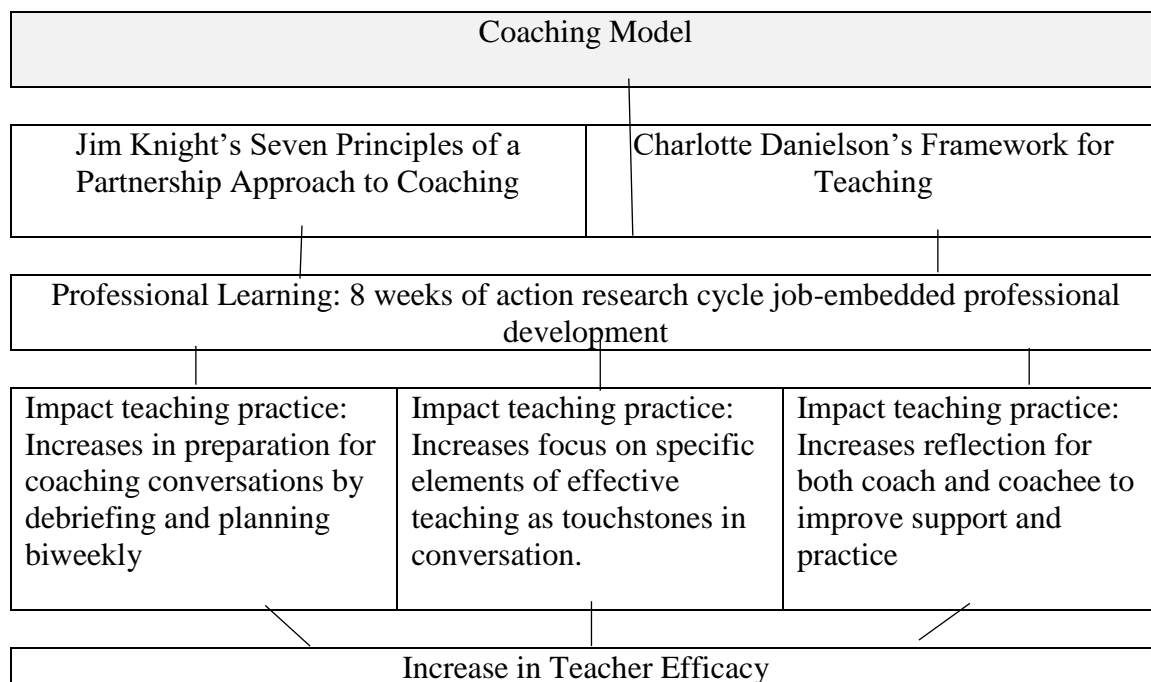 Coaching Model
Jim Knight’s Seven Principles of a
Partnership Approach to Coaching
Charlotte Danielson’s Framework for
Teaching
Professional Learning: 8 weeks of action research cycle job-embedded professional
development
Impact teaching practice:
Increases in preparation for
coaching conversations by
debriefing and planning
biweekly
Impact teaching practice:
Increases focus on specific
elements of effective
teaching as touchstones in
conversation.
Impact teaching practice:
Increases reflection for
both coach and coachee to
improve support and
practice
Increase in Teacher Efficacy